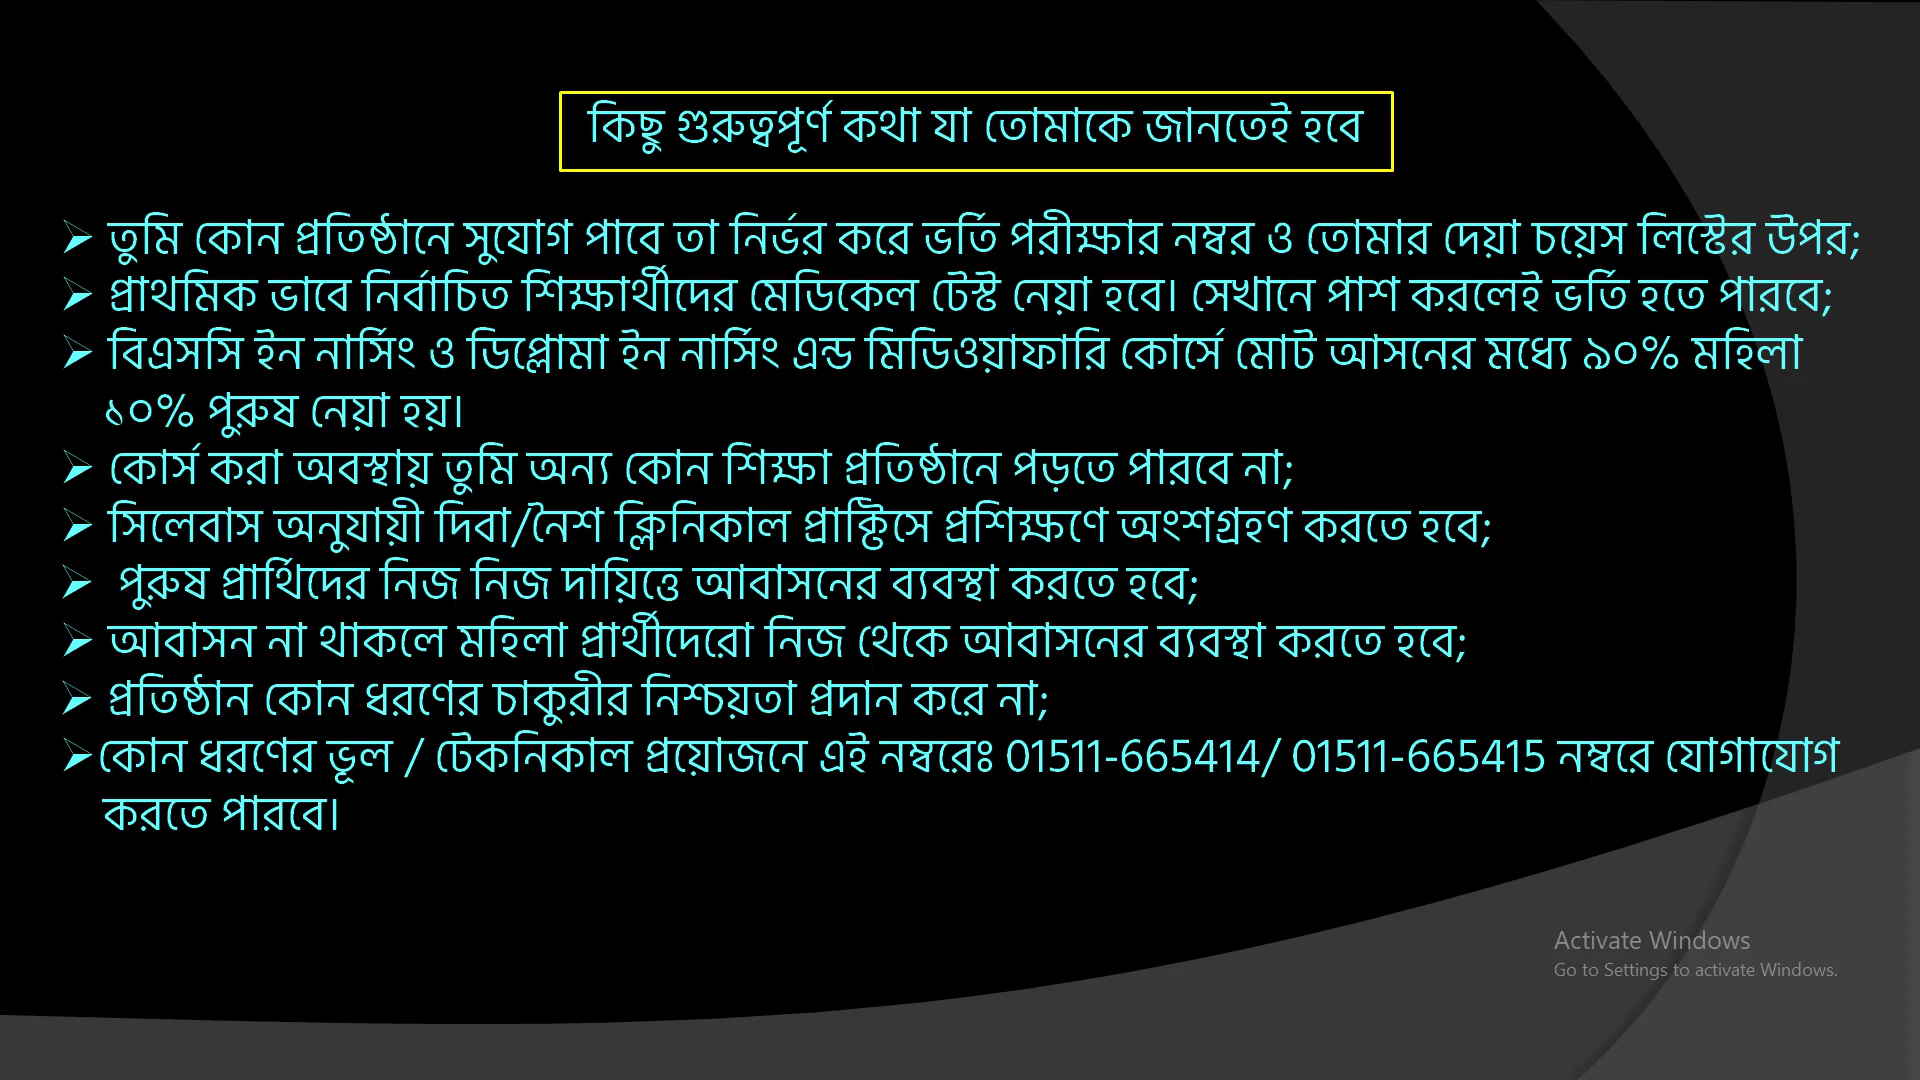 কিছু গুরুত্বপূর্ণ কথা যা তোমাকে জানতেই হবে
➢ তুমি কোন প্রতিষ্ঠানে সুযোগ পাবে তা নির্ভর করে ভর্তি পরীক্ষার নম্বর ও তোমার দেয়া চয়েস লিস্টের উপর;
➢ প্রাথমিক ভাবে নির্বাচিত শিক্ষার্থীদের মেডিকেল টেস্ট নেয়া হবে। সেখানে পাশ করলেই ভর্তি হতে পারবে;
➢ বিএসসি ইন নার্সিং ও ডিপ্লোমা ইন নার্সিং এন্ড মিডিওয়াফারি কোর্সে মোট আসনের মধ্যে ৯০% মহিলা
১০% পুরুষ নেয়া হয়।
➢ কোর্স করা অবস্থায় তুমি অন্য কোন শিক্ষা প্রতিষ্ঠানে পড়তে পারবে না;
➢ সিলেবাস অনুযায়ী দিবা/নৈশ ক্লিনিকাল প্রাক্টিসে প্রশিক্ষণে অংশগ্রহণ করতে হবে;
➢ পুরুষ প্রার্থিদের নিজ নিজ দায়িত্তে আবাসনের ব্যবস্থা করতে হবে;
➢ আবাসন না থাকলে মহিলা প্রার্থীদেরো নিজ থেকে আবাসনের ব্যবস্থা করতে হবে;
➢ প্রতিষ্ঠান কোন ধরণের চাকুরীর নিশ্চয়তা প্রদান করে না;
➢কোন ধরণের ভূল / টেকনিকাল প্রয়োজনে এই নম্বরেঃ 01511-665414/ 01511-665415 নম্বরে যোগাযোগ
করতে পারবে।
Activate Windows
Go to Settings to activate Windows.